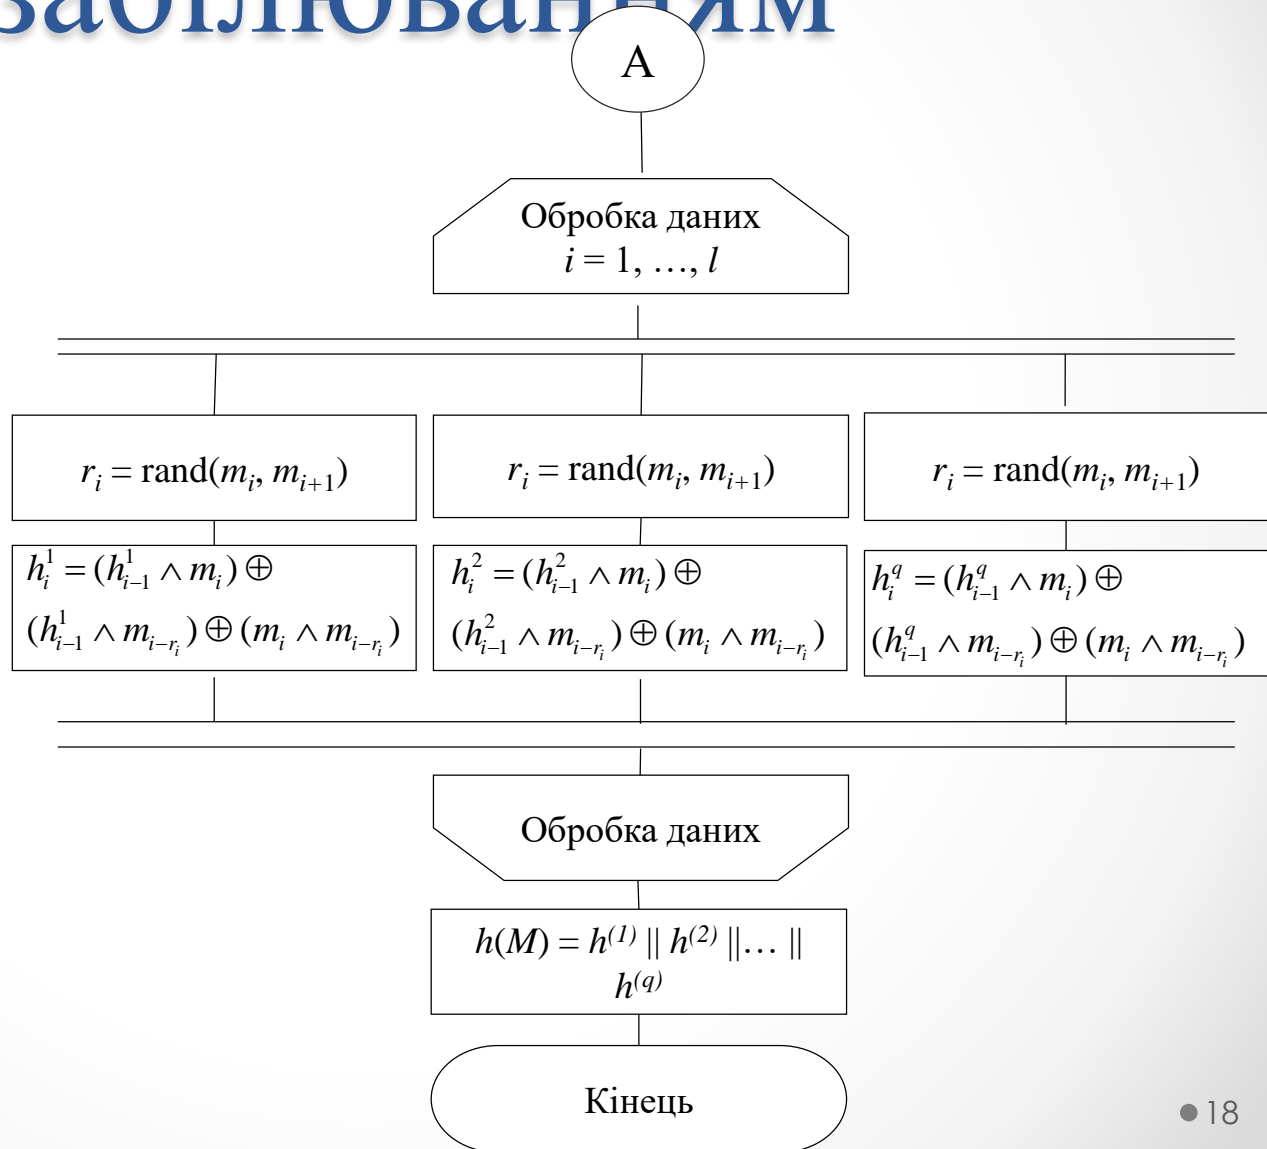 забілюванням
А
Обробка даних
i = 1, …, l
r_i = rand(m_i, m_{i+1})
r_i = rand(m_i, m_{i+1})
r_i = rand(m_i, m_{i+1})
h_i^1 = (h_{i−1}^1 ∧ m_i) ⊕
(h_{i−1}^1 ∧ m_{i−r_i}) ⊕ (m_i ∧ m_{i−r_i})
h_i^2 = (h_{i−1}^2 ∧ m_i) ⊕
(h_{i−1}^2 ∧ m_{i−r_i}) ⊕ (m_i ∧ m_{i−r_i})
h_i^q = (h_{i−1}^q ∧ m_i) ⊕
(h_{i−1}^q ∧ m_{i−r_i}) ⊕ (m_i ∧ m_{i−r_i})
Обробка даних
h(M) = h^{(1)} || h^{(2)} ||… ||
h^{(q)}
Кінець
18